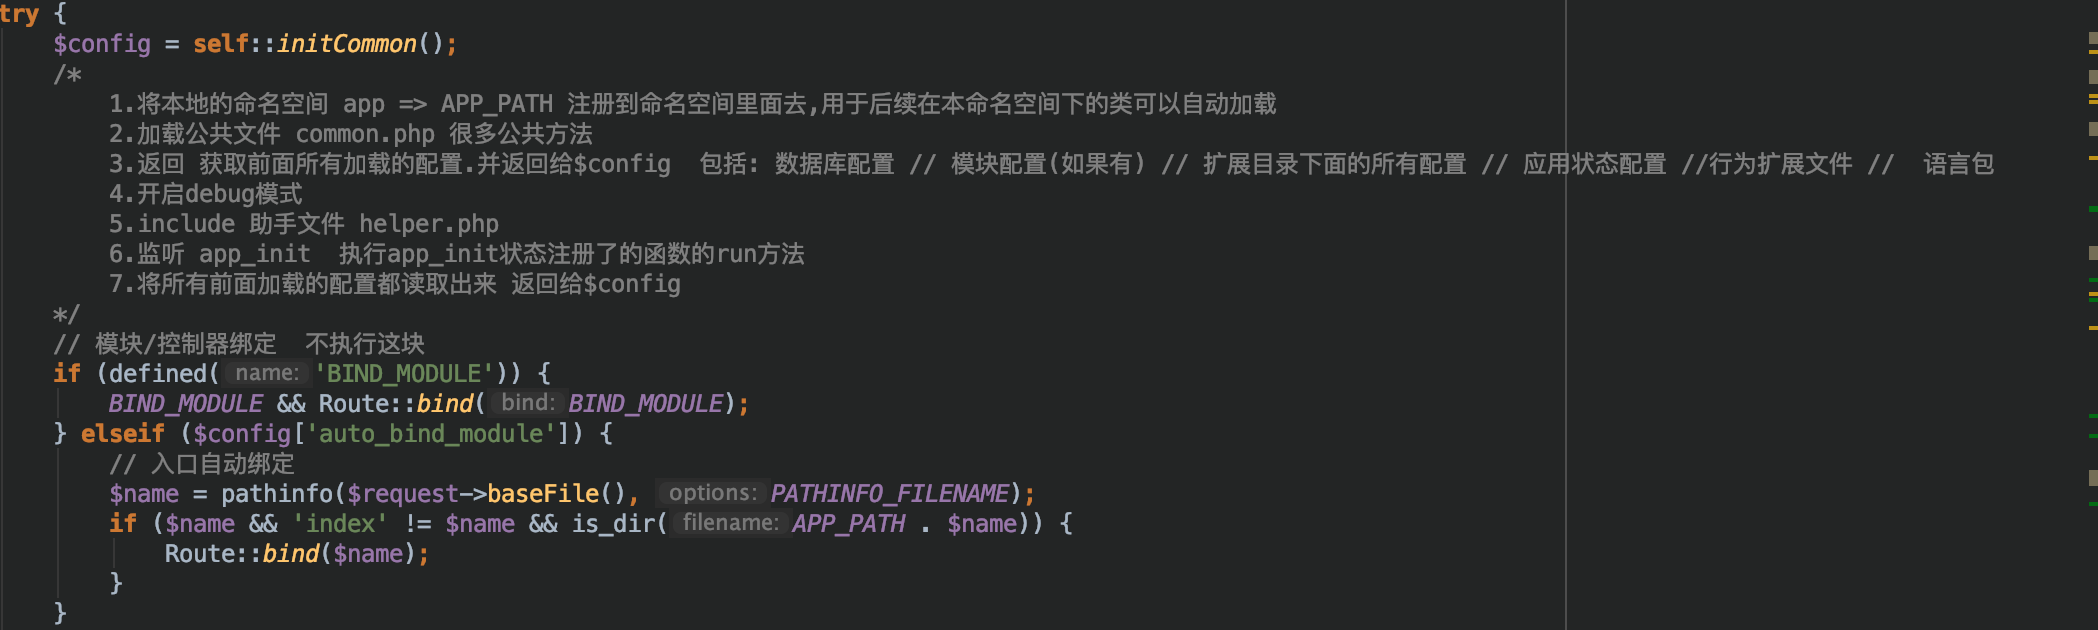 try {
$config = self::initCommon();
/*
1.将本地的命名空间 app => APP_PATH 注册到命名空间里面去,用于后续在本命名空间下的类可以自动加载
2.加载公共文件 common.php 很多公共方法
3.返回 获取前面所有加载的配置.并返回给$config  包括: 数据库配置 // 模块配置(如果有) // 扩展目录下面的所有配置 // 应用状态配置 //行为扩展文件 //  语言包
4.开启debug模式
5.include 助手文件 helper.php
6.监听 app_init  执行app_init状态注册了的函数的run方法
7.将所有前面加载的配置都读取出来 返回给$config
*/
// 模块/控制器绑定  不执行这块
if (defined( name: 'BIND_MODULE')) {
BIND_MODULE && Route::bind( bind: BIND_MODULE);
} elseif ($config['auto_bind_module']) {
// 入口自动绑定
$name = pathinfo($request->baseFile(), options: PATHINFO_FILENAME);
if ($name && 'index' != $name && is_dir( filename: APP_PATH . $name)) {
Route::bind($name);
}
}